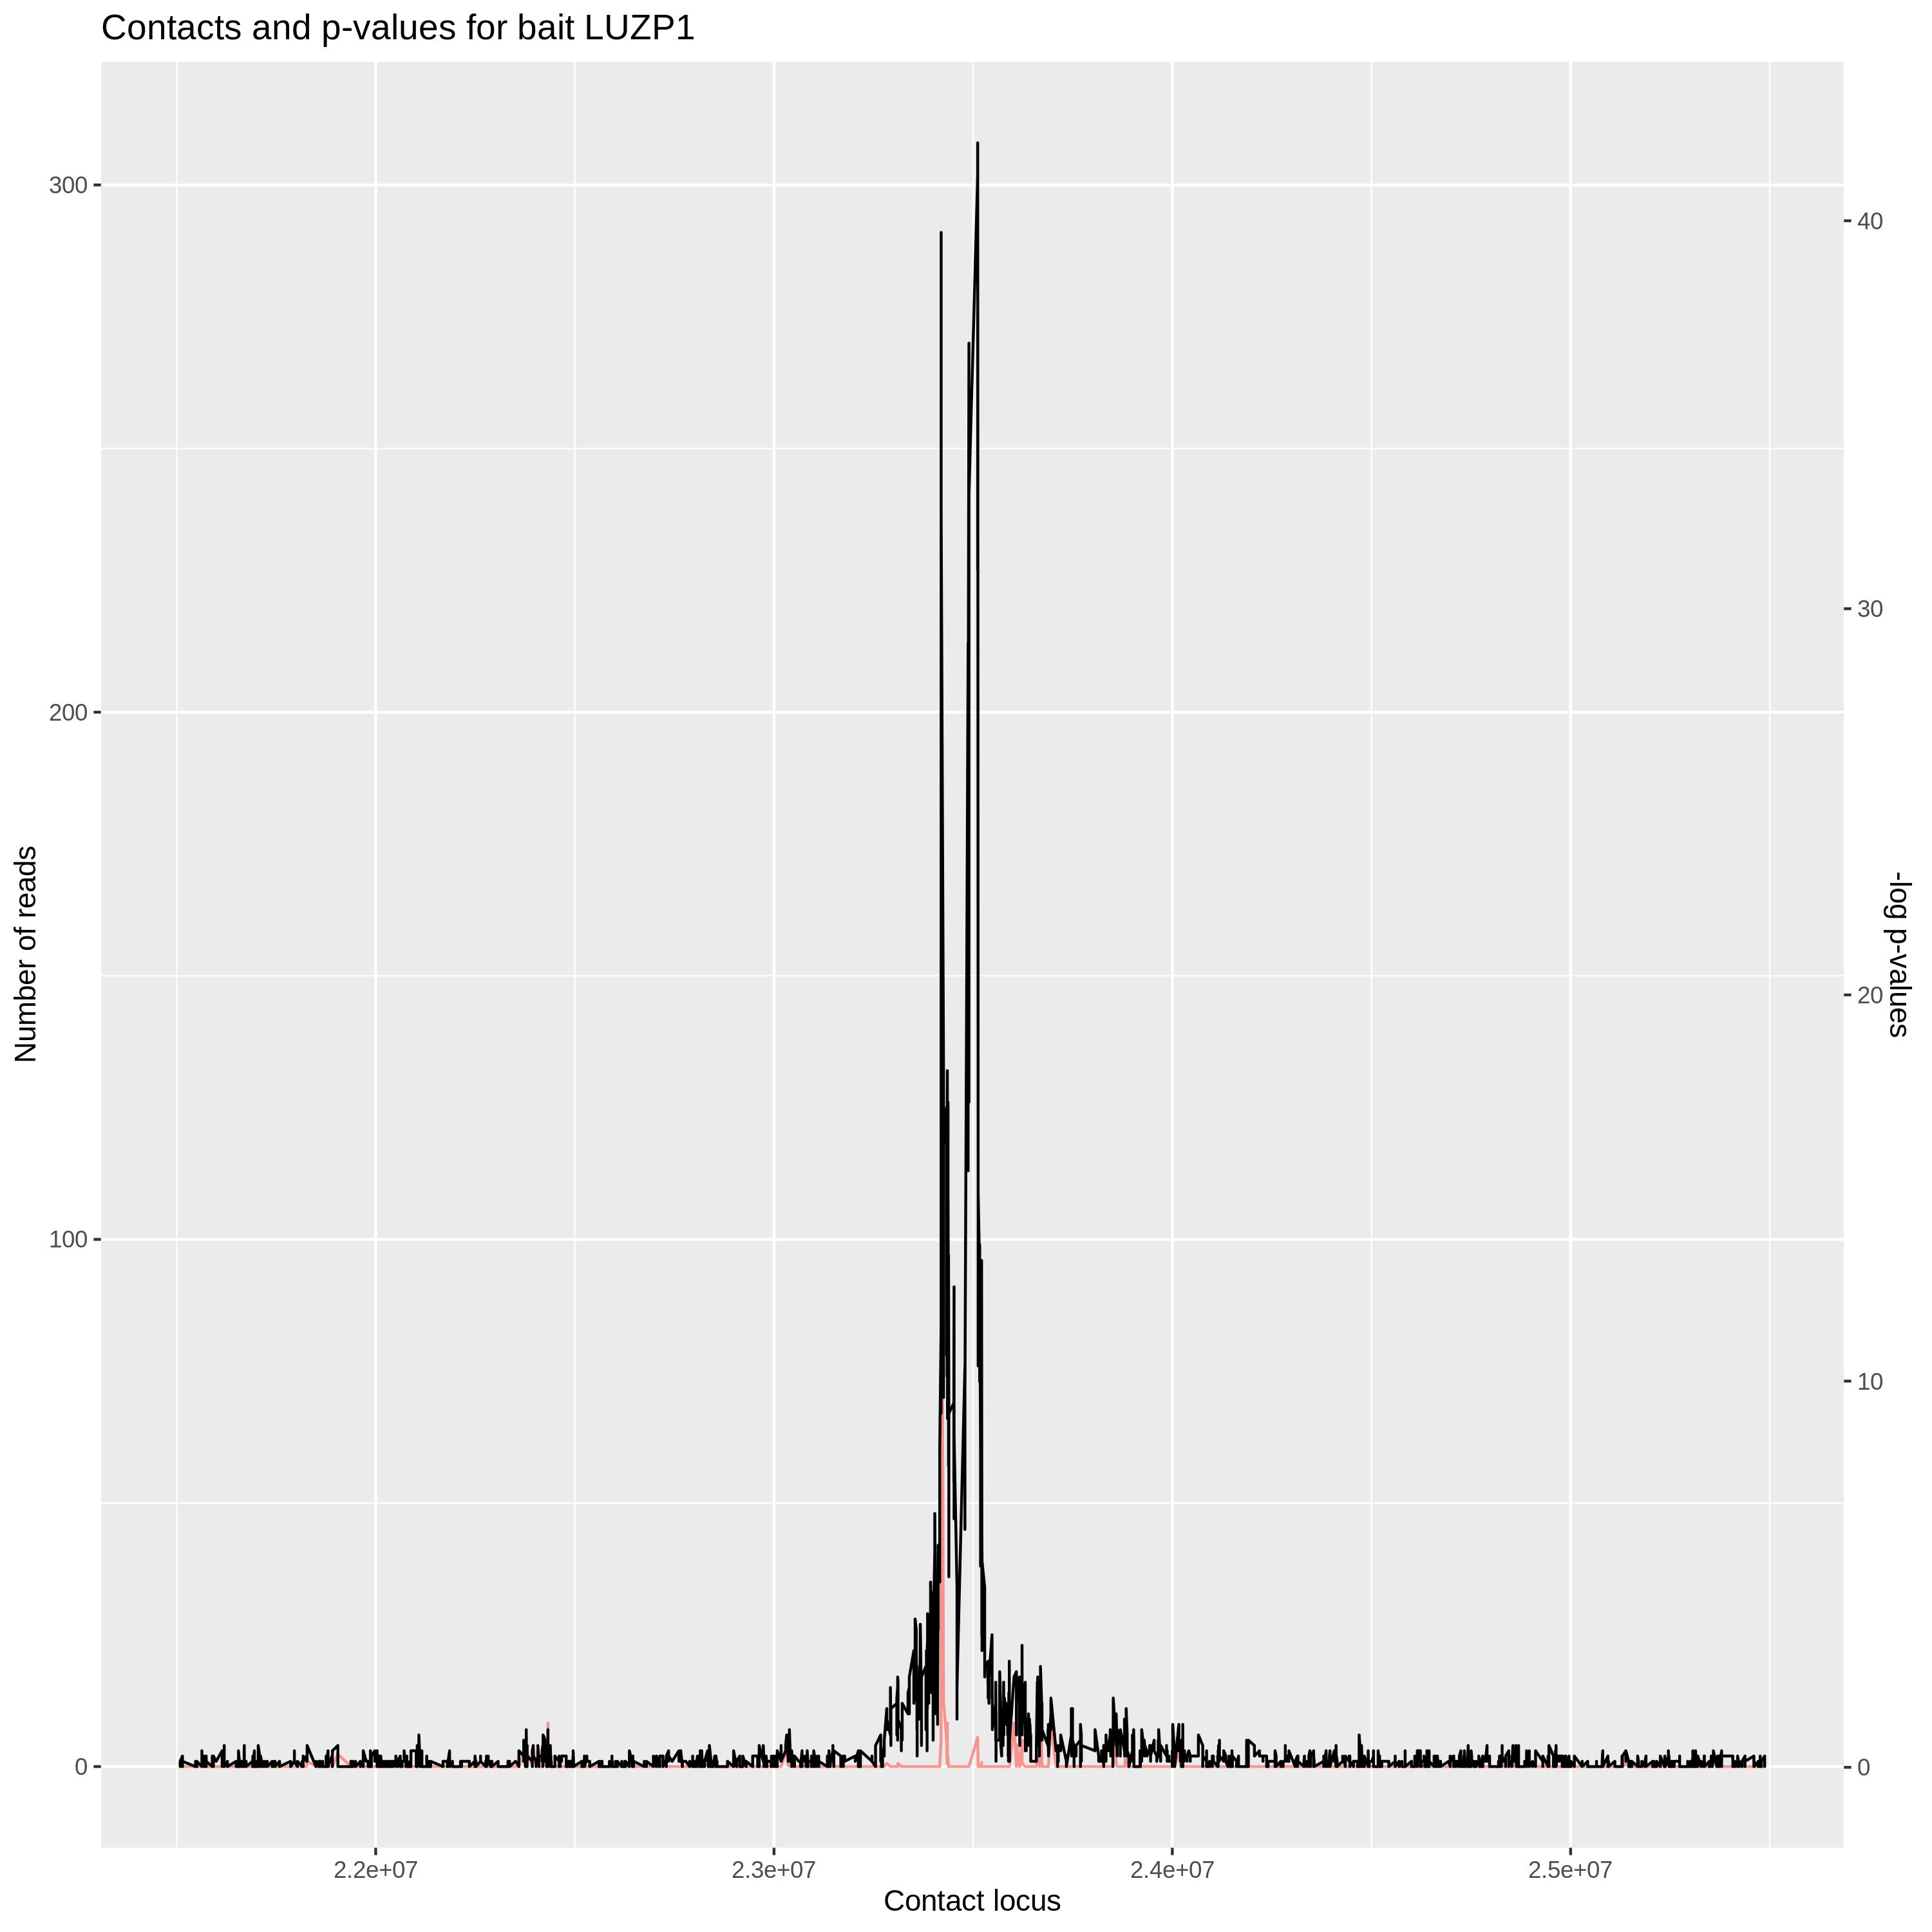 Contacts and p-values for bait LUZP1
300
200
100
0
Number of reads
40
30
20
10
0
-log p-values
2.2e+07
2.3e+07
2.4e+07
2.5e+07
Contact locus